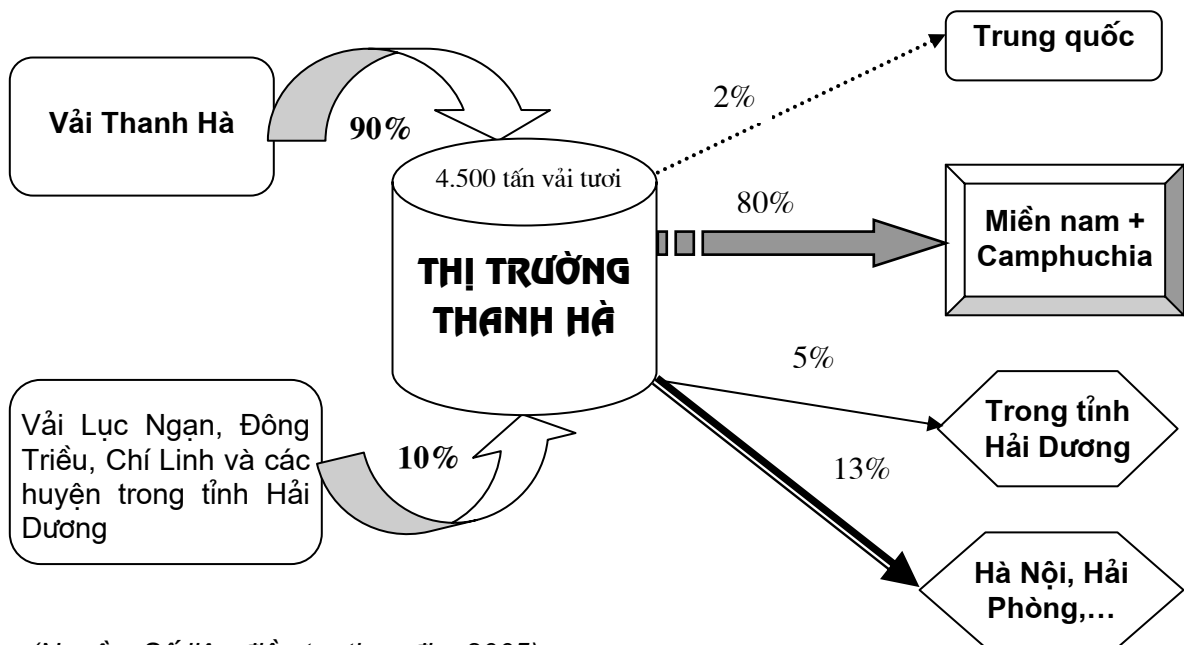 Trung quốc
2%
Vải Thanh Hà
90%
4.500 tấn vải tươi
80%
Miền nam +
Camphuchia
THỊ TRƯỜNG
THANH HÀ
5%
Vải Lục Ngạn, Đông
Triều, Chí Linh và các
huyện trong tỉnh Hải
Dương
10%
Trong tỉnh
Hải Dương
13%
Hà Nội, Hải
Phòng,…